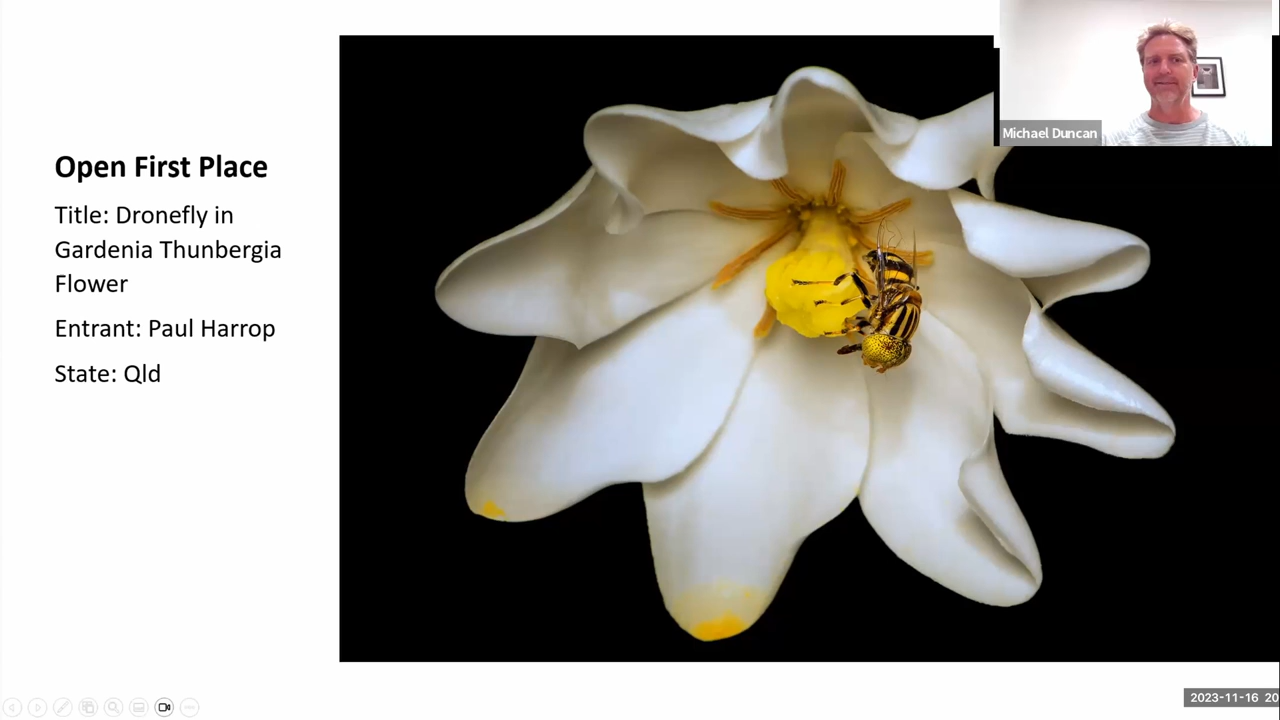 Open First Place
Title: Dronefly in
Gardenia Thunbergia
Flower
Entrant: Paul Harrop
State: Qld
Michael Duncan
2023-11-16 20